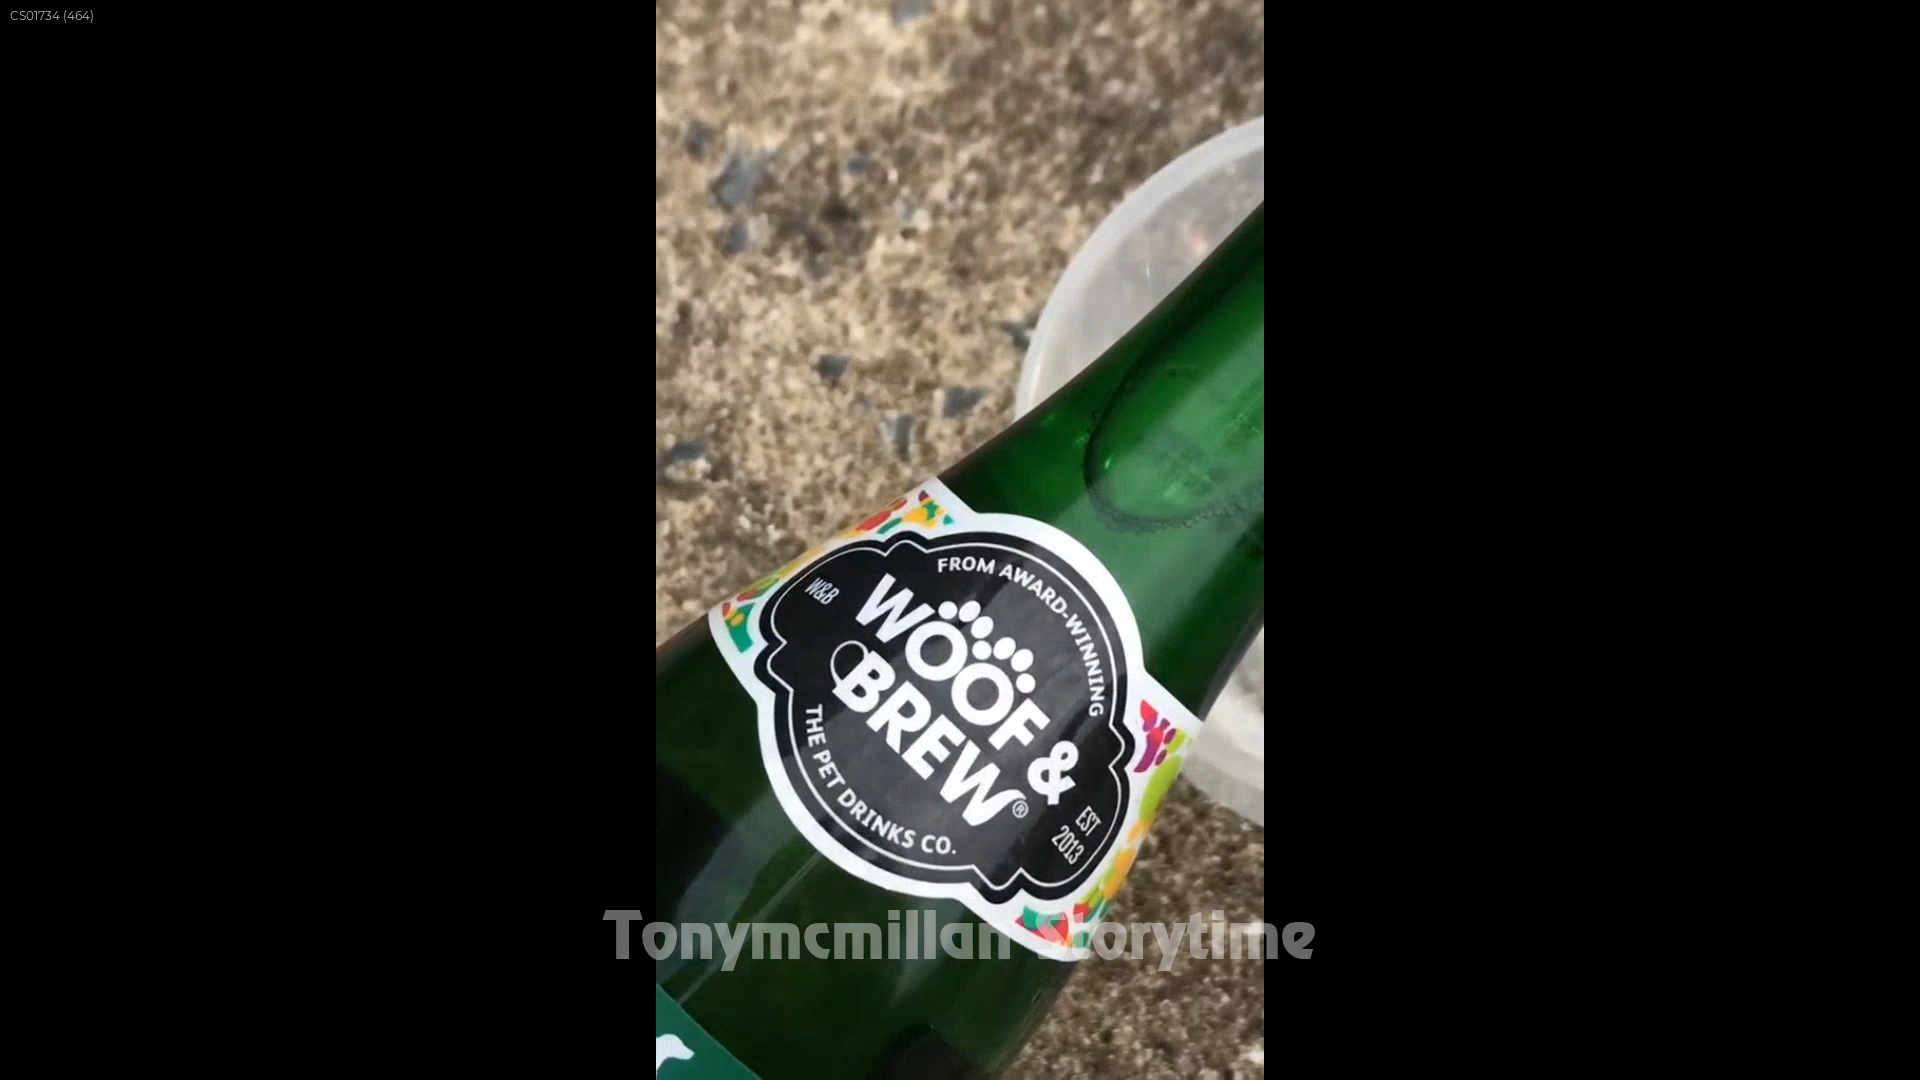 CS01734 (464)
FROM AWARD-WINNING
W&B
WOOF &
BREW®
EST
2013
THE PET DRINKS CO.
Tonymcmillan Storytime